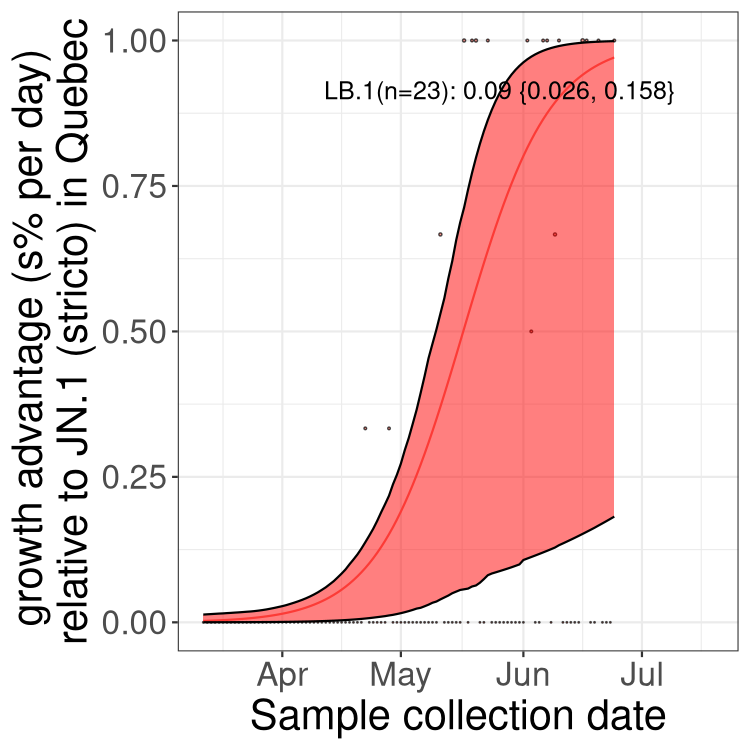 growth advantage (s% per day)
relative to JN.1 (stricto) in Quebec
1.00
0.75
0.50
0.25
0.00
LB.1(n=23): 0.09 {0.026, 0.158}
Apr May Jun Jul
Sample collection date